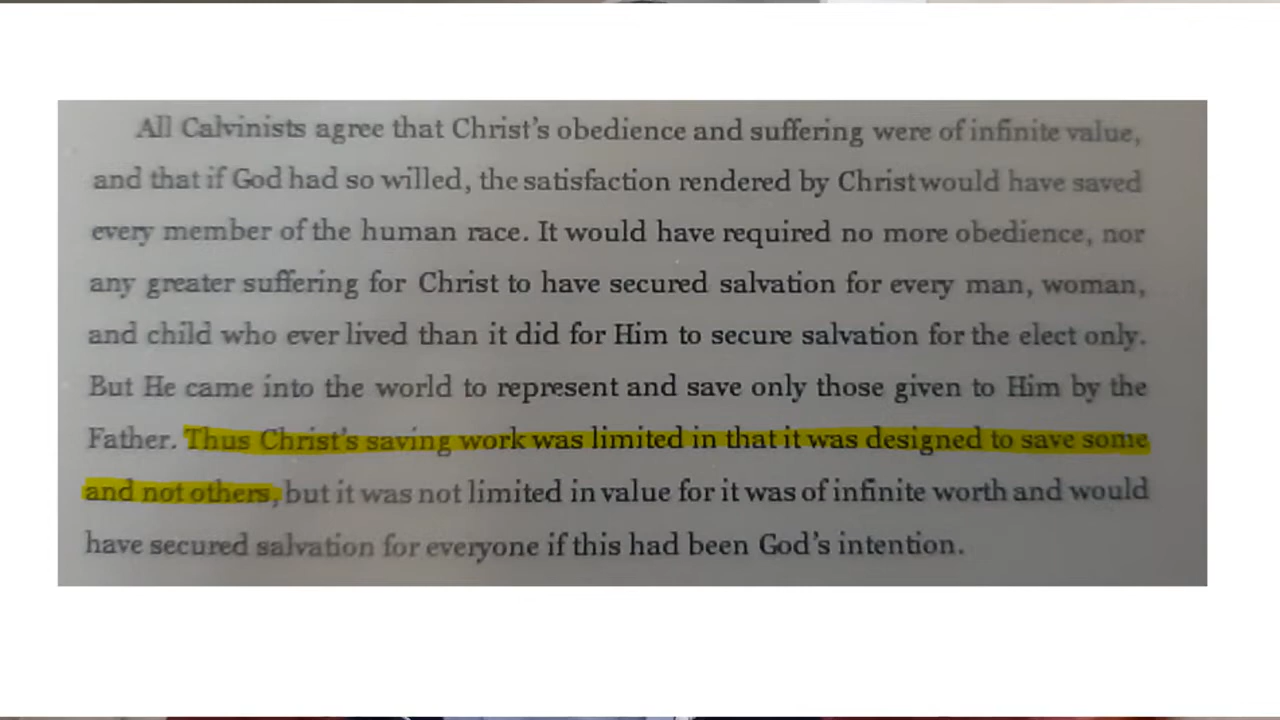 All Calvinists agree that Christ's obedience and suffering were of infinite value,
and that if God had so willed, the satisfaction rendered by Christ would have saved
every member of the human race. It would have required no more obedience, nor
any greater suffering for Christ to have secured salvation for every man, woman,
and child who ever lived than it did for Him to secure salvation for the elect only.
But He came into the world to represent and save only those given to Him by the
Father. Thus Christ's saving work was limited in that it was designed to save some
and not others, but it was not limited in value for it was of infinite worth and would
have secured salvation for everyone if this had been God's intention.